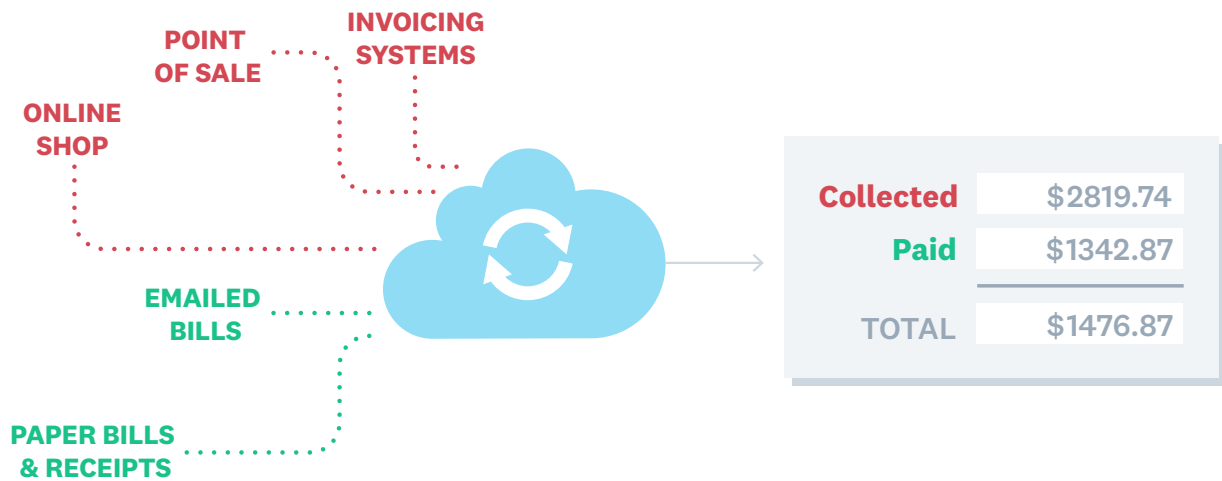 INVOICING
SYSTEMS
POINT
OF SALE
ONLINE
SHOP
EMAILED
BILLS
PAPER BILLS
& RECEIPTS
Collected $2819.74
Paid $1342.87
TOTAL $1476.87